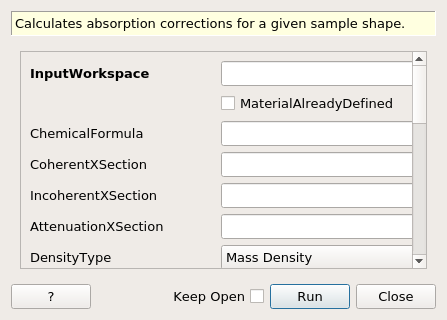 Calculates absorption corrections for a given sample shape.
InputWorkspace
MaterialAlreadyDefined
ChemicalFormula
CoherentXSection
IncoherentXSection
AttenuationXSection
DensityType Mass Density
? Keep Open Run Close